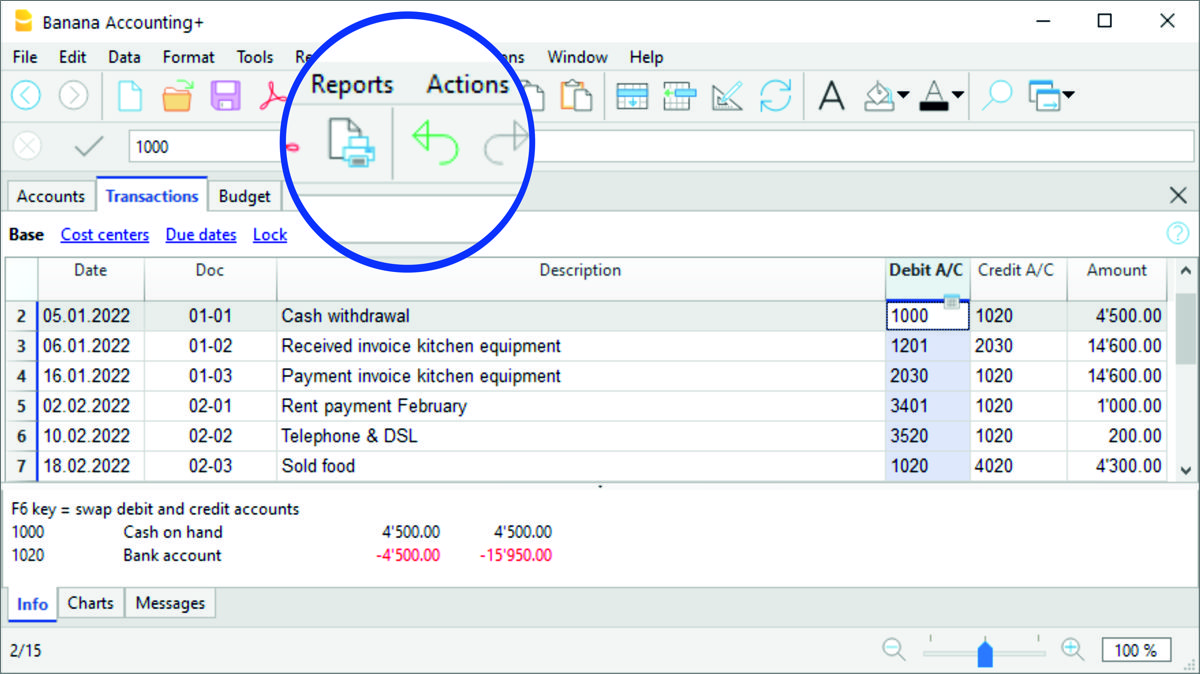 Banana Accounting+
File Edit Data Format Tools Re ns Window Help
Reports Actions
1000
Accounts Transactions Budget
Base Cost centers Due dates Lock
Date Doc Description Debit A/C Credit A/C Amount
2 05.01.2022 01-01 Cash withdrawal 1000 1020 4'500.00
3 06.01.2022 01-02 Received invoice kitchen equipment 1201 2030 14'600.00
4 16.01.2022 01-03 Payment invoice kitchen equipment 2030 1020 14'600.00
5 02.02.2022 02-01 Rent payment February 3401 1020 1'000.00
6 10.02.2022 02-02 Telephone & DSL 3520 1020 200.00
7 18.02.2022 02-03 Sold food 1020 4020 4'300.00
F6 key = swap debit and credit accounts
1000 Cash on hand 4'500.00 4'500.00
1020 Bank account -4'500.00 -15'950.00
Info Charts Messages
2/15 100 %